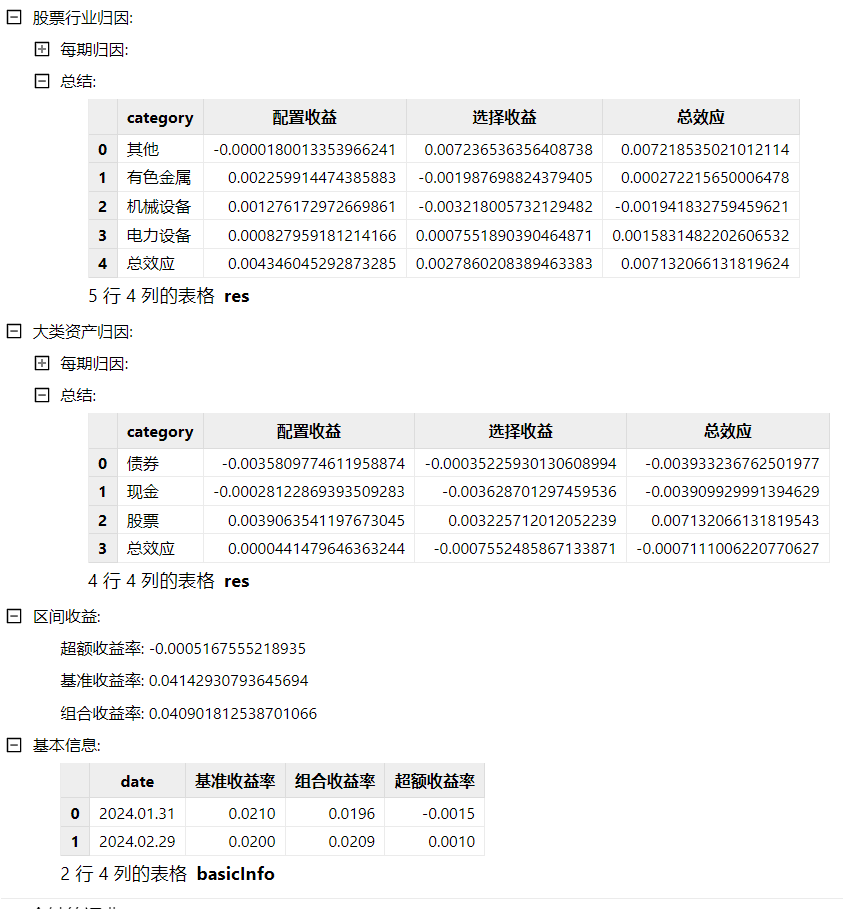 股票行业归因:
每期归因:
总结:
category 配置收益 选择收益 总效应
0 其他 -0.0000180013353966241 0.007236536356408738 0.007218535021012114
1 有色金属 0.002259914474385883 -0.001987698824379405 0.000272215650006478
2 机械设备 0.001276172972669861 -0.003218005732129482 -0.001941832759459621
3 电力设备 0.000827959181214166 0.0007551890390464871 0.0015831482202606532
4 总效应 0.004346045292873285 0.0027860208389463383 0.007132066131819624
5 行 4 列的表格 res
大类资产归因:
每期归因:
总结:
category 配置收益 选择收益 总效应
0 债券 -0.0035809774611958874 -0.00035225930130608994 -0.003933236762501977
1 现金 -0.00028122869393509283 -0.003628701297459536 -0.003909929991394629
2 股票 0.0039063541197673045 0.003225712012052239 0.007132066131819543
3 总效应 0.0000441479646363244 -0.0007552485867133871 -0.0007111006220770627
4 行 4 列的表格 res
区间收益:
超额收益率: -0.0005167555218935
基准收益率: 0.04142930793645694
组合收益率: 0.040901812538701066
基本信息:
date 基准收益率 组合收益率 超额收益率
0 2024.01.31 0.0210 0.0196 -0.0015
1 2024.02.29 0.0200 0.0209 0.0010
2 行 4 列的表格 basicInfo